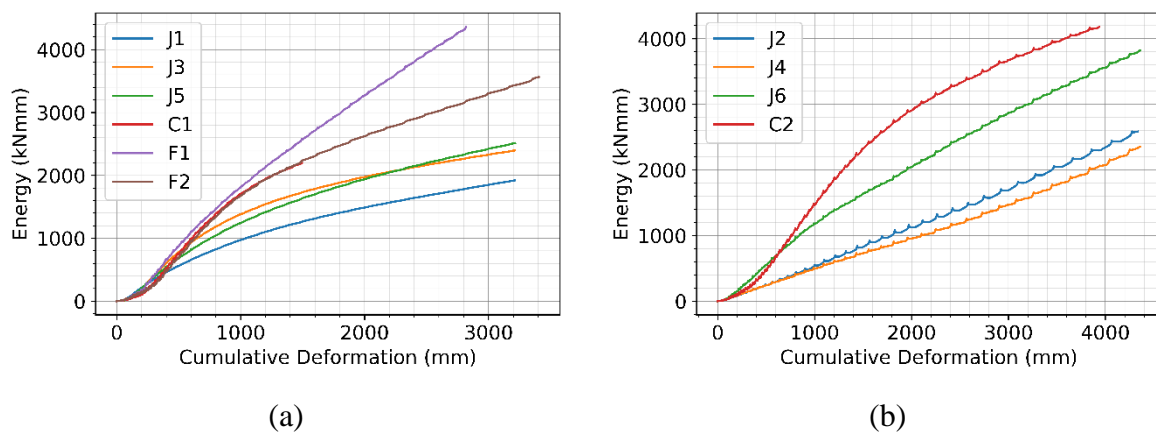 4000
3000
2000
1000
0
Energy (kNmm)
J1
J3
J5
C1
F1
F2
0
1000
2000
3000
Cumulative Deformation (mm)
(a)
4000
3000
2000
1000
0
Energy (kNmm)
J2
J4
J6
C2
0
1000
2000
3000
4000
Cumulative Deformation (mm)
(b)